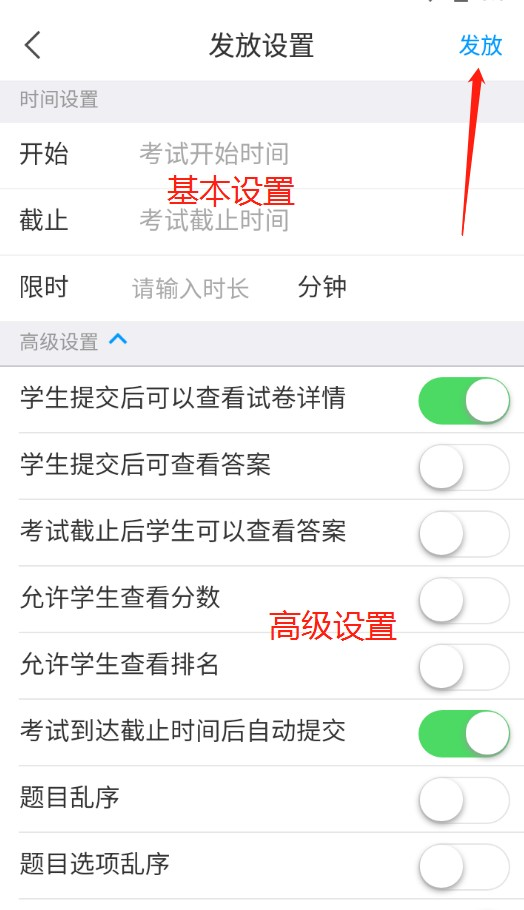 发放设置 发放
时间设置
开始 考试开始时间
基本设置
截止 考试截止时间
限时 请输入时长 分钟
高级设置
学生提交后可以查看试卷详情
学生提交后可查看答案
考试截止后学生可以查看答案
允许学生查看分数
高级设置
允许学生查看排名
考试到达截止时间后自动提交
题目乱序
题目选项乱序